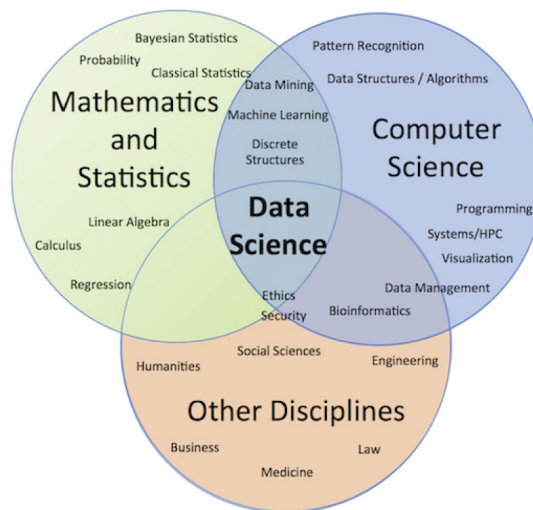 Bayesian Statistics
Probability
Classical Statistics
Mathematics
and
Statistics
Linear Algebra
Calculus
Regression
Data Mining
Machine Learning
Discrete
Structures
Pattern Recognition
Data Structures / Algorithms
Computer
Science
Programming
Systems/HPC
Visualization
Data Management
Bioinformatics
Data
Science
Ethics
Security
Social Sciences
Humanities
Engineering
Other Disciplines
Business
Law
Medicine